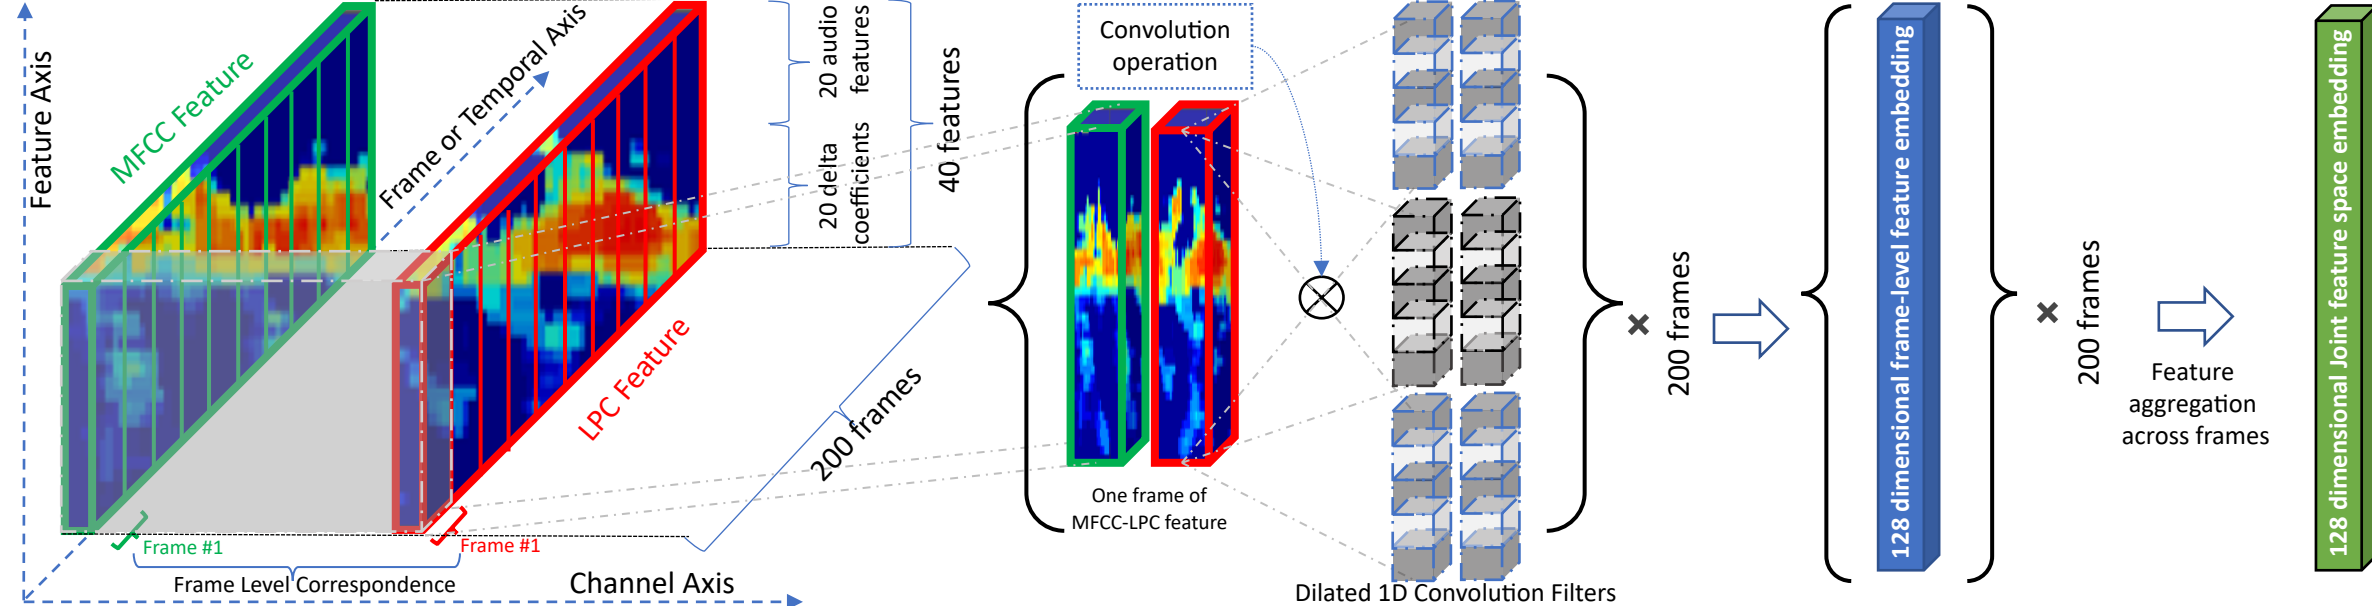 Feature Axis
MFCC Feature
Frame or Temporal Axis
LPC Feature
Frame #1
Frame #1
Frame Level Correspondence
Channel Axis
200 frames
20 audio
features
20 delta
coefficients
40 features
Convolution
operation
One frame of
MFCC-LPC feature
Dilated 1D Convolution Filters
× 200 frames
128 dimensional frame-level feature embedding
× 200 frames
Feature
aggregation
across frames
128 dimensional Joint feature space embedding